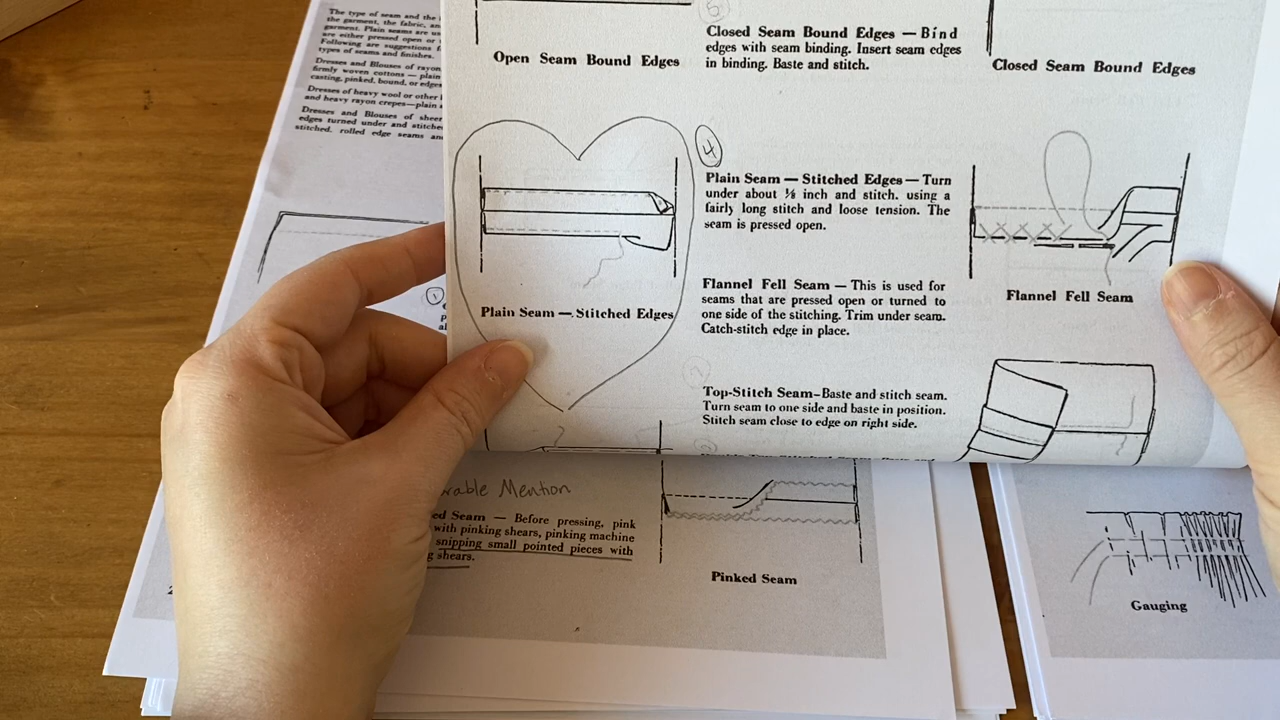 The type of seam and the
the garment, the fabric, an
garment. Plain seams are us
are either pressed open or
Following are suggestions f
types of seams and finishes.
Dresses and Blouses of rayon
firmly woven cottons — plain
casting, pinked, bound, or edges
Dresses of heavy wool or other
and heavy rayon crepes—plain
Dresses and Blouses of sheer
edges turned under and stitched
stitched, rolled edge seams and
5
Open Seam Bound Edges
Closed Seam Bound Edges — Bind
edges with seam binding. Insert seam edges
in binding. Baste and stitch.
Closed Seam Bound Edges
4
Plain Seam — Stitched Edges — Turn
under about ⅛ inch and stitch. using a
fairly long stitch and loose tension. The
seam is pressed open.
Plain Seam — Stitched Edges
Flannel Fell Seam — This is used for
seams that are pressed open or turned to
one side of the stitching. Trim under seam.
Catch-stitch edge in place.
Flannel Fell Seam
1
2
Top-Stitch Seam–Baste and stitch seam.
Turn seam to one side and baste in position.
Stitch seam close to edge on right side.
rable Mention
ed Seam — Before pressing, pink
with pinking shears, pinking machine
snipping small pointed pieces with
g shears.
Pinked Seam
Gauging